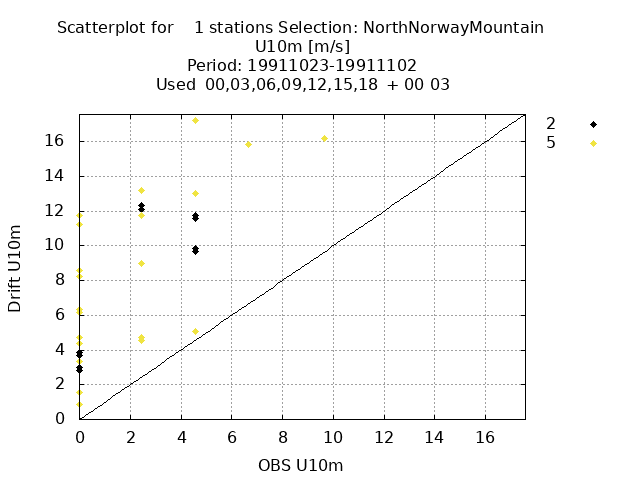 Scatterplot for    1 stations Selection: NorthNorwayMountain
U10m [m/s]
Period: 19911023-19911102
Used  00,03,06,09,12,15,18  + 00 03
2
5
16
14
12
10
8
6
4
2
0
Drift U10m
0 2 4 6 8 10 12 14 16
OBS U10m